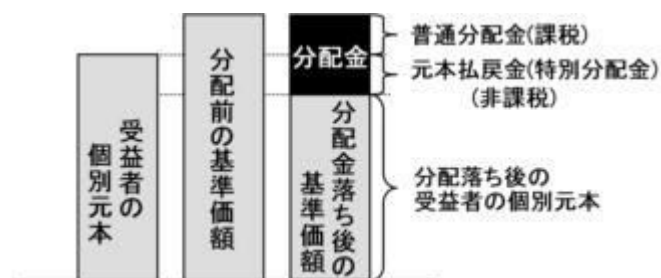 受益者の
個別元本
分配前の基準価額
分配金
分配金落ち後の
基準価額
普通分配金(課税)
元本払戻金(特別分配金)
(非課税)
分配落ち後の
受益者の個別元本